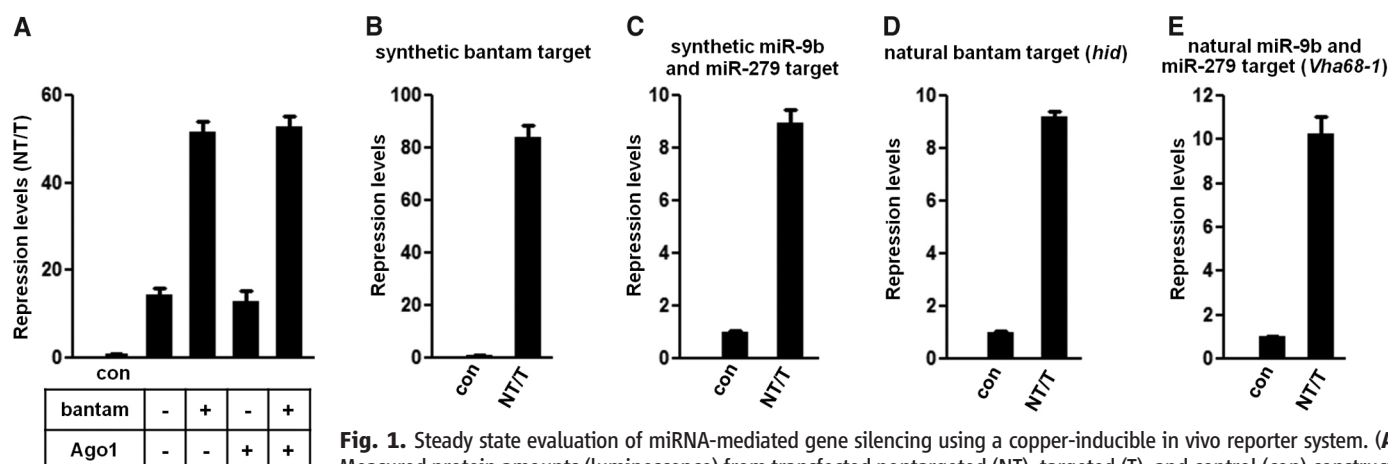 A
Repression levels (NT/T)
60
40
20
0
con
bantam - + - +
Ago1 - - + +
B
synthetic bantam target
Repression levels
100
80
60
40
20
0
con
NT/T
C
synthetic miR-9b
and miR-279 target
Repression levels
10
8
6
4
2
0
con
NT/T
D
natural bantam target (hid)
Repression levels
10
8
6
4
2
0
con
NT/T
E
natural miR-9b and
miR-279 target (Vha68-1)
Repression levels
12
10
8
6
4
2
0
con
NT/T
Fig. 1. Steady state evaluation of miRNA-mediated gene silencing using a copper-inducible in vivo reporter system. (A
Measured protein amounts (luminescence) from transfected nontargeted (NT), targeted (T), and control (con)